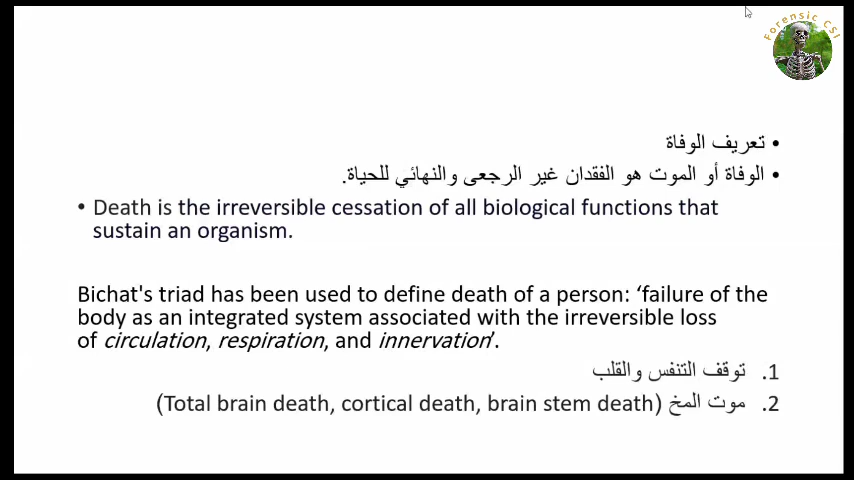 Forensic CSI
• تعريف الوفاة
• الوفاة أو الموت هو الفقدان غير الرجعى والنهائي للحياة.
• Death is the irreversible cessation of all biological functions that
sustain an organism.
Bichat's triad has been used to define death of a person: ‘failure of the
body as an integrated system associated with the irreversible loss
of circulation, respiration, and innervation’.
1. توقف التنفس والقلب
2. موت المخ (Total brain death, cortical death, brain stem death)